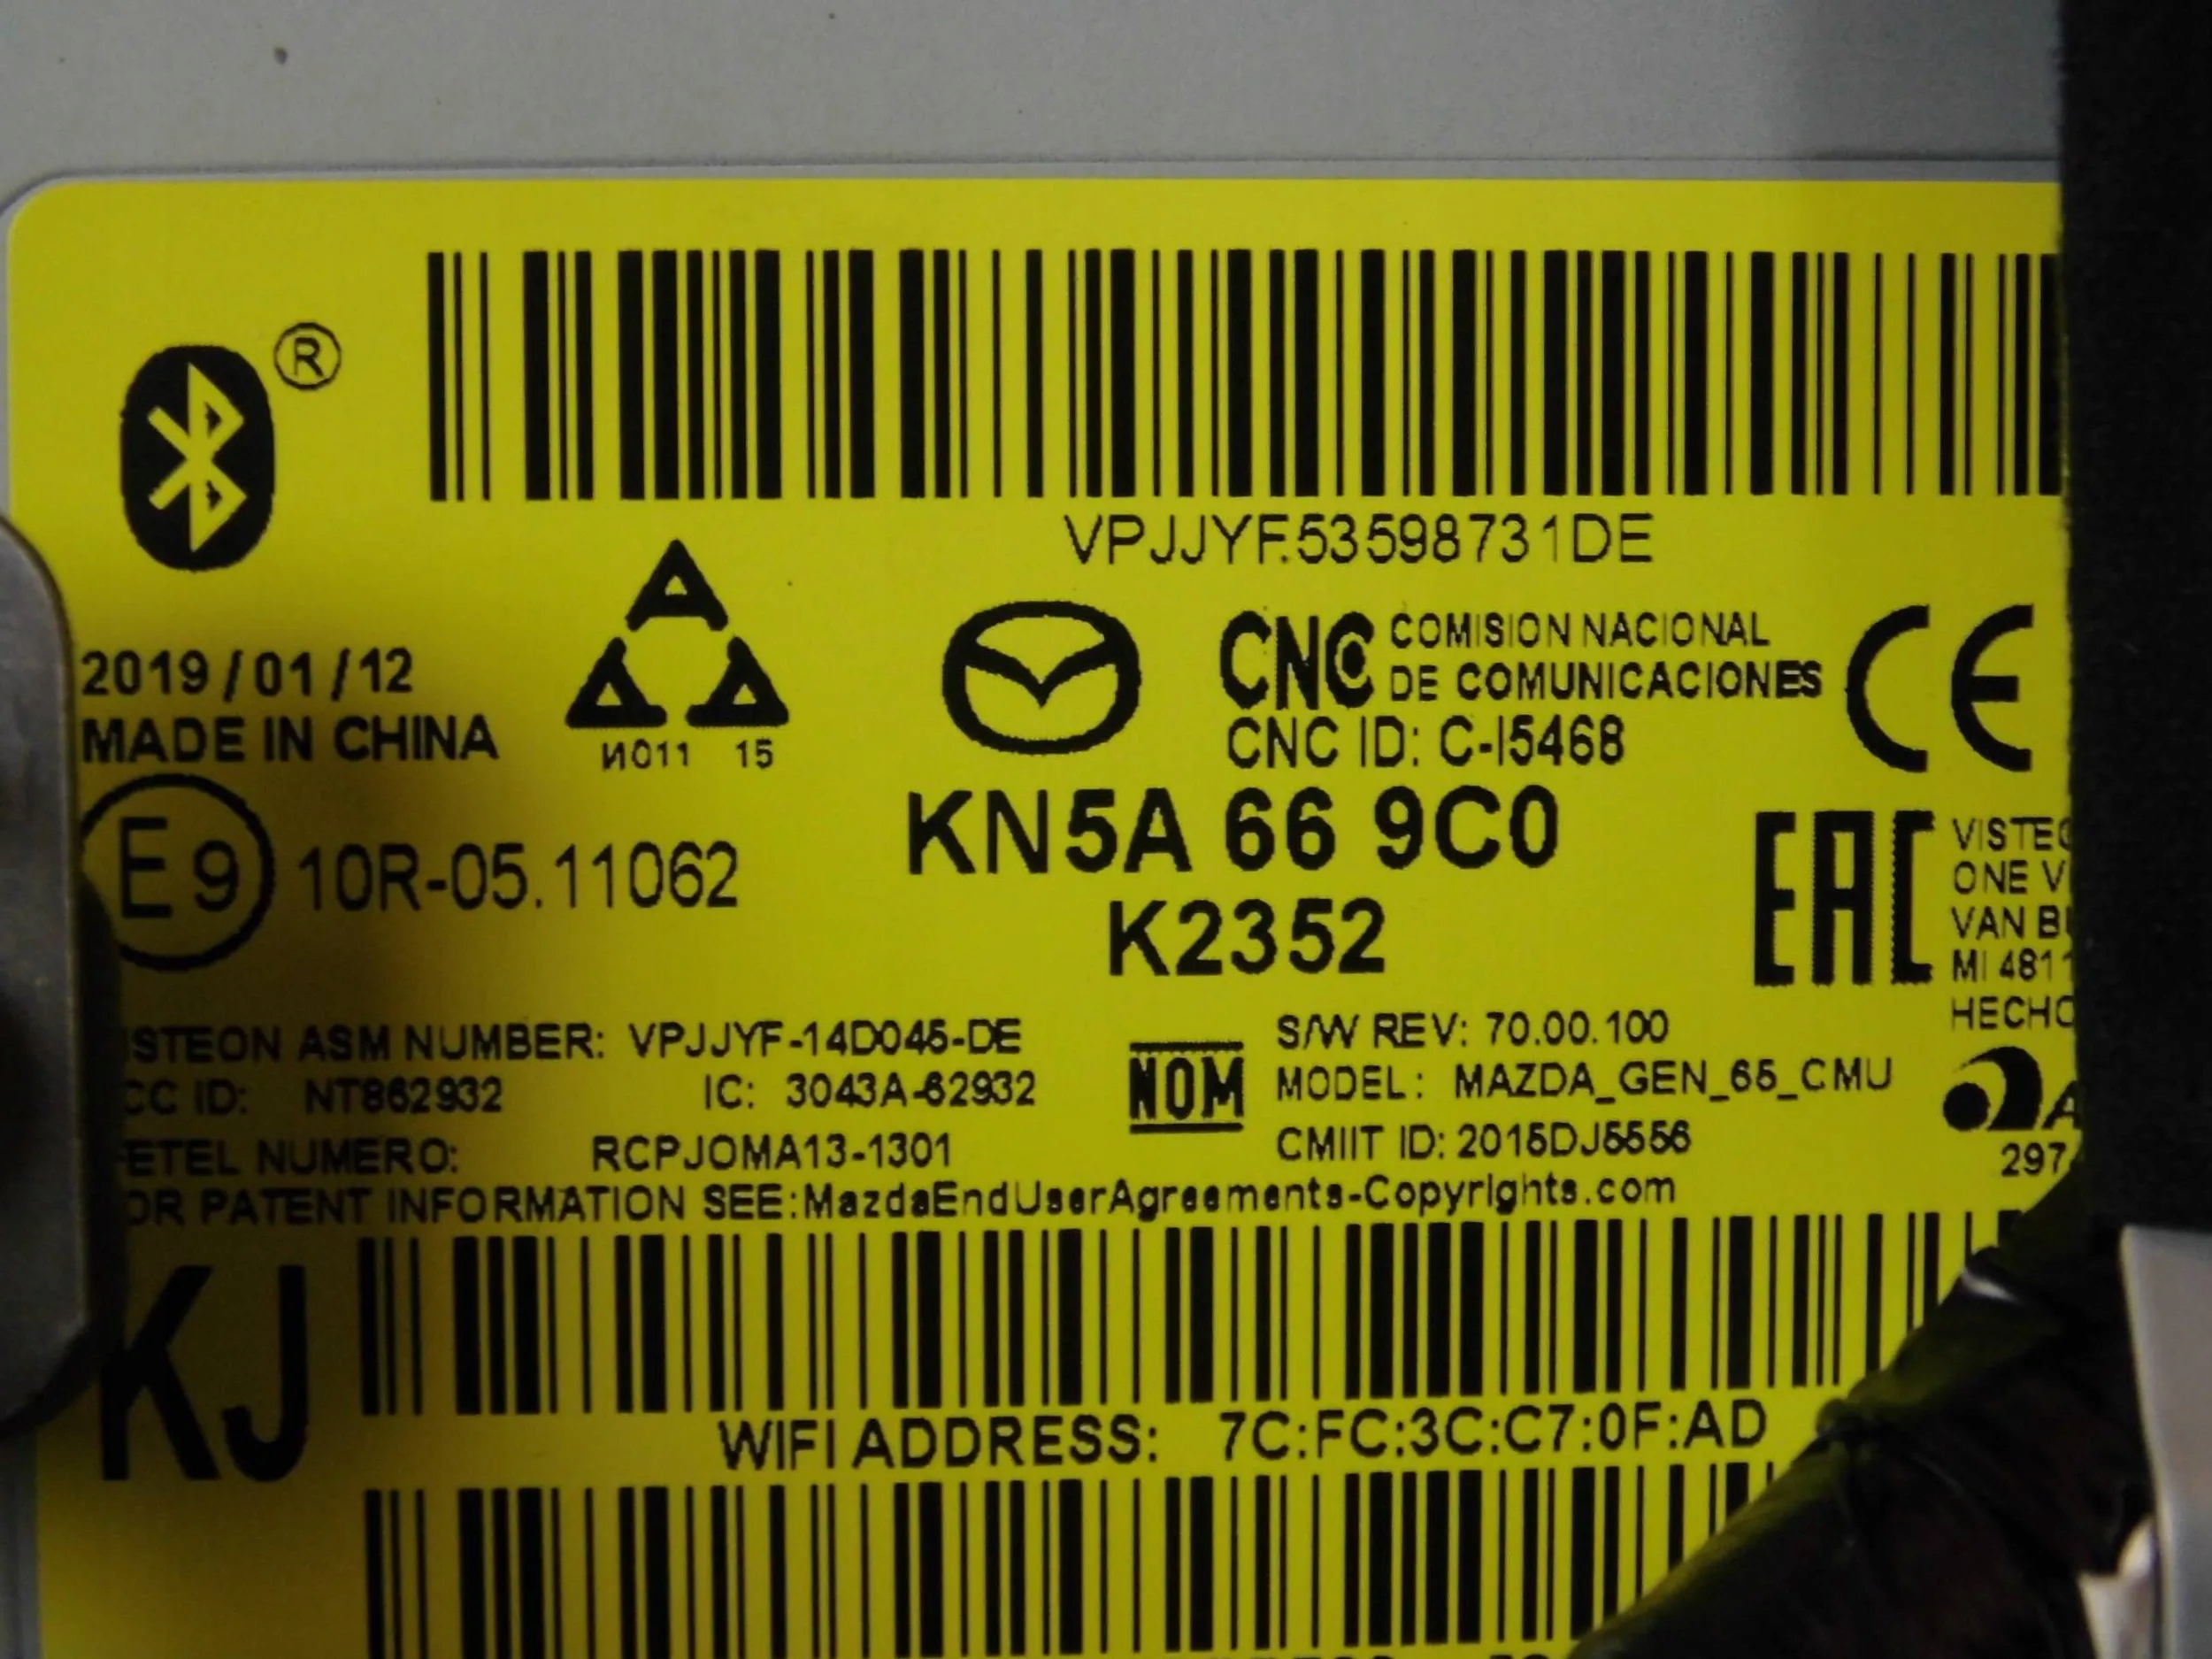 ®
VPJJYF.53598731DE
2019/01/12
MADE IN CHINA
И011 15
CNC COMISION NACIONAL
DE COMUNICACIONES
CNC ID: C-I5468
CE
E9 10R-05.11062
KN5A 66 9C0
K2352
EAC
ONE V
VAN B
MI 4811
HECHO
ISTEON ASM NUMBER: VPJJYF-14D045-DE
CC ID: NT862932 IC: 3043A-62932
ETEL NUMERO: RCPJOMA13-1301
NOM
S/W REV: 70.00.100
MODEL: MAZDA_GEN_65_CMU
CMIIT ID: 2015DJ5556
297
OR PATENT INFORMATION SEE:MazdaEndUserAgreements-Copyrights.com
KJ
WIFI ADDRESS: 7C:FC:3C:C7:0F:AD